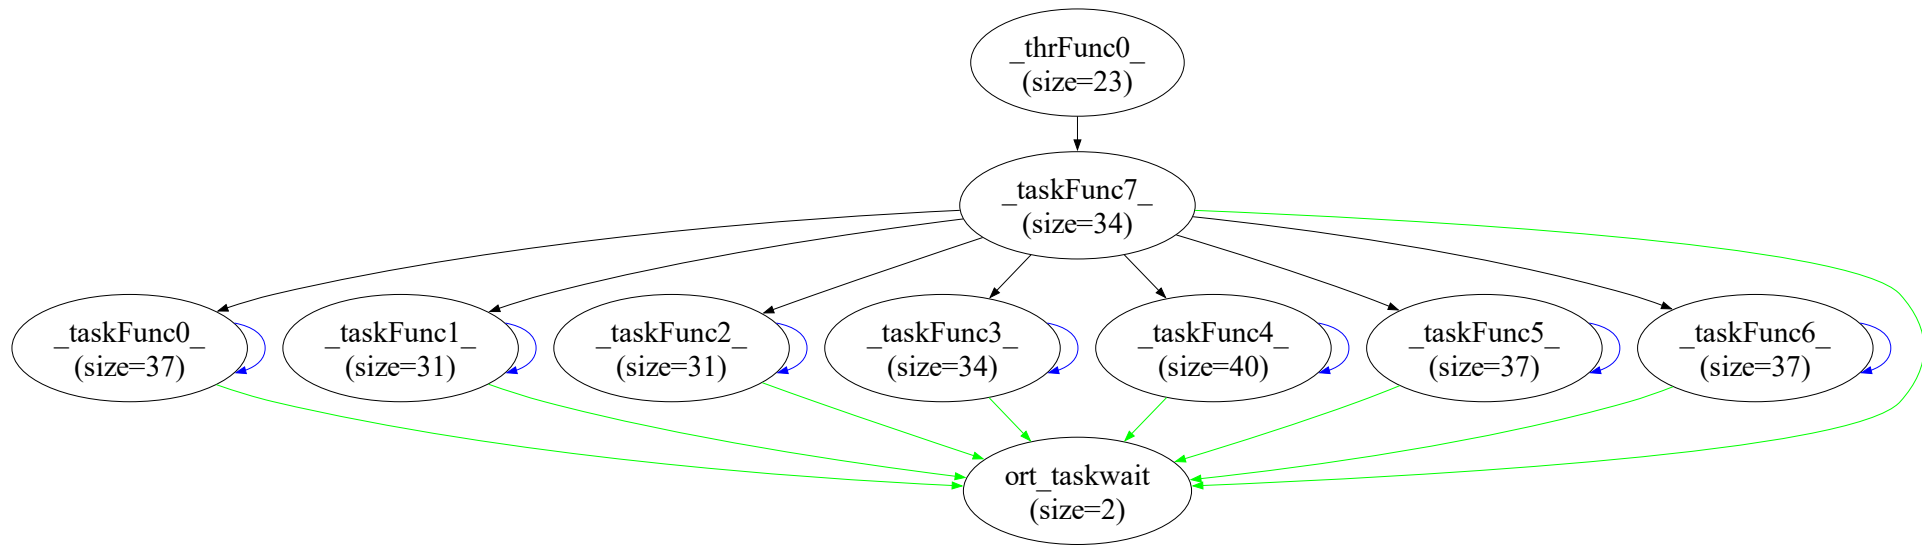 _thrFunc0_
(size=23)
_taskFunc7_
(size=34)
_taskFunc0_
(size=37)
_taskFunc1_
(size=31)
_taskFunc2_
(size=31)
_taskFunc3_
(size=34)
_taskFunc4_
(size=40)
_taskFunc5_
(size=37)
_taskFunc6_
(size=37)
ort_taskwait
(size=2)